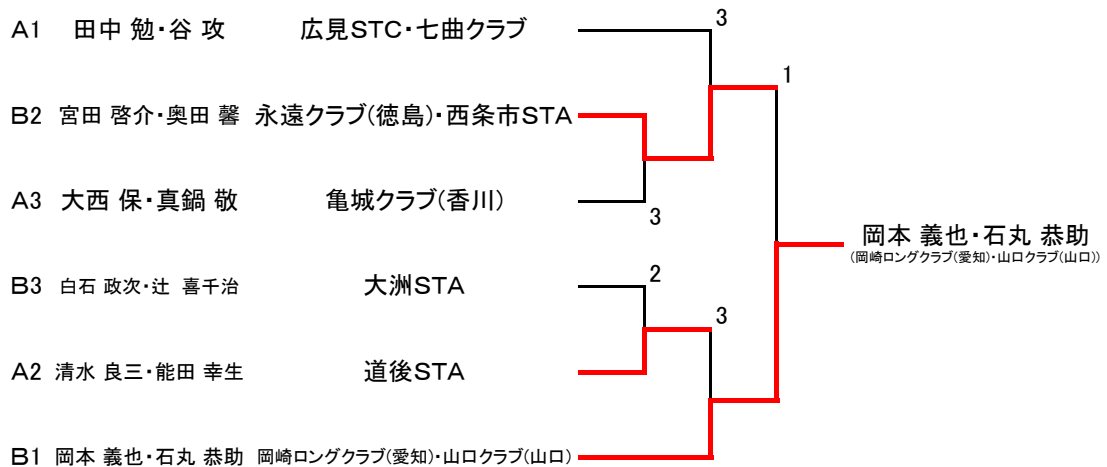 A1 田中 勉・谷 攻 広見STC・七曲クラブ 3
1
B2 宮田 啓介・奥田 馨 永遠クラブ(徳島)・西条市STA
A3 大西 保・真鍋 敬 亀城クラブ(香川) 3
岡本 義也・石丸 恭助
(岡崎ロングクラブ(愛知)・山口クラブ(山口))
B3 白石 政次・辻 喜千治 大洲STA 2
3
A2 清水 良三・能田 幸生 道後STA
B1 岡本 義也・石丸 恭助 岡崎ロングクラブ(愛知)・山口クラブ(山口)